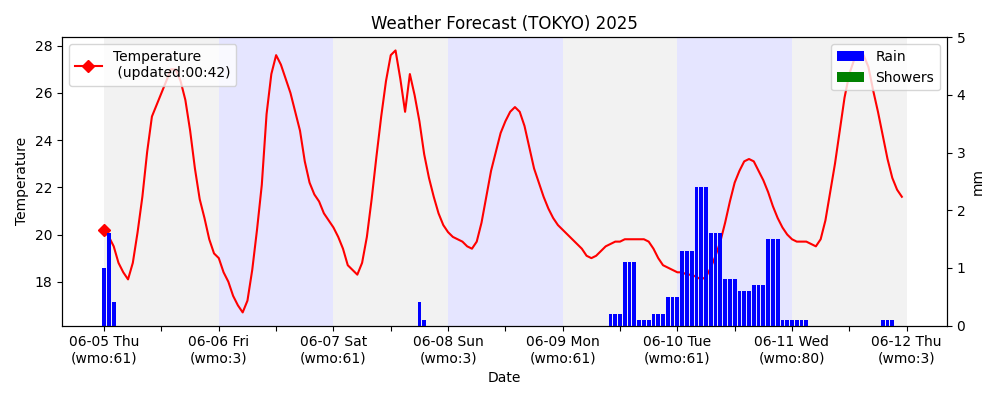 Weather Forecast (TOKYO) 2025
Temperature
(updated:00:42)
Rain
Showers
28
26
24
22
20
18
Temperature
5
4
3
2
1
0
mm
06-05 Thu
(wmo:61)
06-06 Fri
(wmo:3)
06-07 Sat
(wmo:61)
06-08 Sun
(wmo:3)
06-09 Mon
(wmo:61)
06-10 Tue
(wmo:61)
06-11 Wed
(wmo:80)
06-12 Thu
(wmo:3)
Date